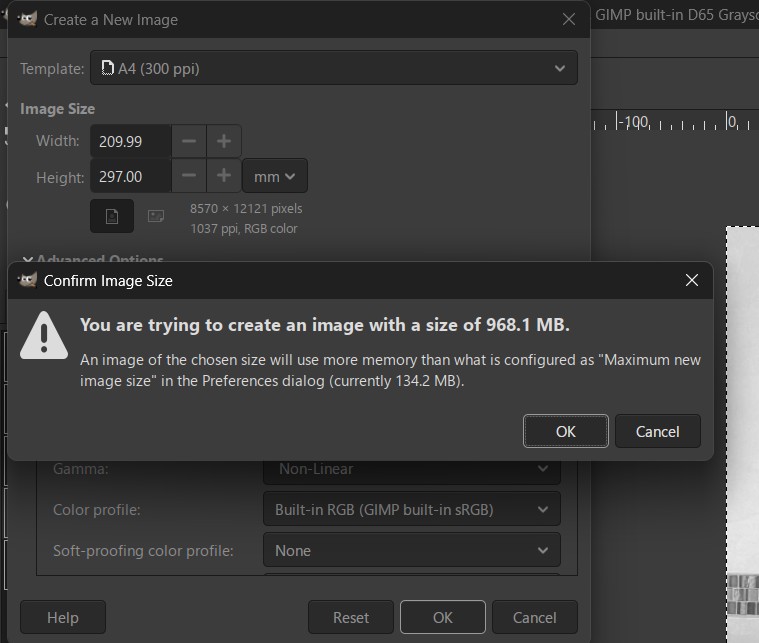 Create a New Image
GIMP built-in D65 Graysc
Template:
A4 (300 ppi)
Image Size
-100
0
Width:
209.99
Height:
297.00
mm
8570 × 12121 pixels
1037 ppi, RGB color
Advanced Options
Confirm Image Size
You are trying to create an image with a size of 968.1 MB.
An image of the chosen size will use more memory than what is configured as "Maximum new
image size" in the Preferences dialog (currently 134.2 MB).
OK
Cancel
Gamma:
Non-Linear
Color profile:
Built-in RGB (GIMP built-in sRGB)
Soft-proofing color profile:
None
Help
Reset
OK
Cancel